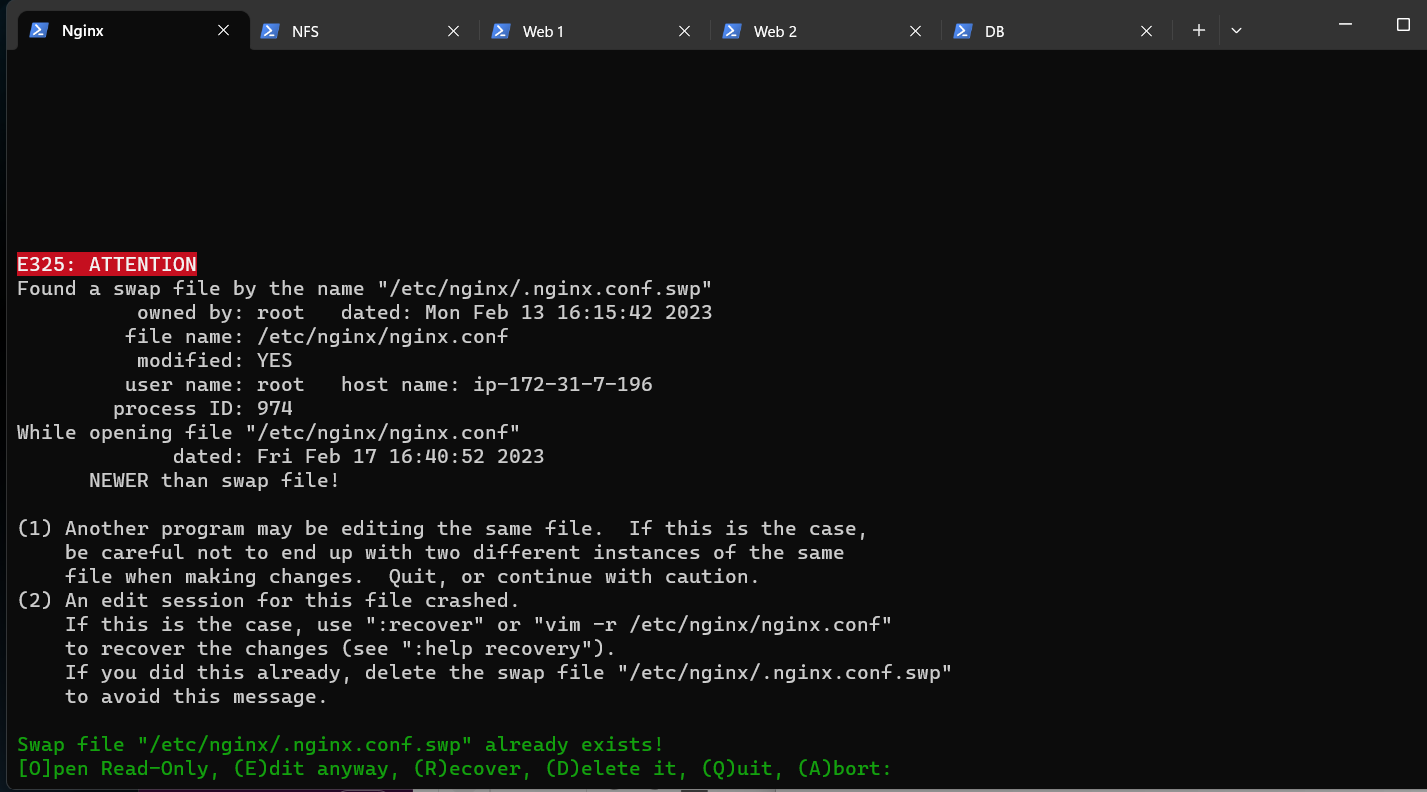 Nginx
NFS
Web 1
Web 2
DB
E325: ATTENTION
Found a swap file by the name "/etc/nginx/.nginx.conf.swp"
owned by: root   dated: Mon Feb 13 16:15:42 2023
file name: /etc/nginx/nginx.conf
modified: YES
user name: root   host name: ip-172-31-7-196
process ID: 974
While opening file "/etc/nginx/nginx.conf"
dated: Fri Feb 17 16:40:52 2023
NEWER than swap file!
(1) Another program may be editing the same file.  If this is the case,
be careful not to end up with two different instances of the same
file when making changes.  Quit, or continue with caution.
(2) An edit session for this file crashed.
If this is the case, use ":recover" or "vim -r /etc/nginx/nginx.conf"
to recover the changes (see ":help recovery").
If you did this already, delete the swap file "/etc/nginx/.nginx.conf.swp"
to avoid this message.
Swap file "/etc/nginx/.nginx.conf.swp" already exists!
[O]pen Read-Only, (E)dit anyway, (R)ecover, (D)elete it, (Q)uit, (A)bort: